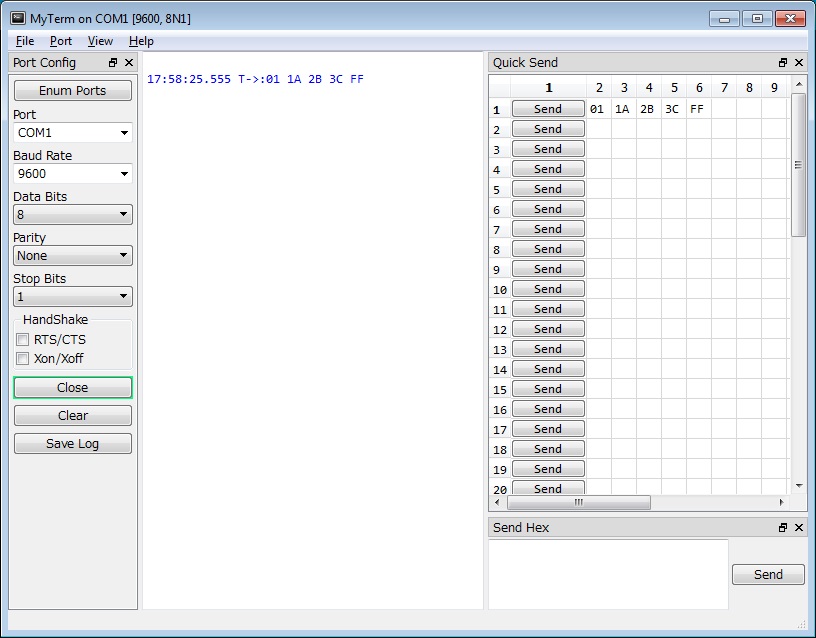 MyTerm on COM1 [9600, 8N1]
File Port View Help
Port Config
Enum Ports
Port
COM1
Baud Rate
9600
Data Bits
8
Parity
None
Stop Bits
1
HandShake
RTS/CTS
Xon/Xoff
Close
Clear
Save Log
17:58:25.555 T->:01 1A 2B 3C FF
Quick Send
1 2 3 4 5 6 7 8 9
1 Send 01 1A 2B 3C FF
2 Send
3 Send
4 Send
5 Send
6 Send
7 Send
8 Send
9 Send
10 Send
11 Send
12 Send
13 Send
14 Send
15 Send
16 Send
17 Send
18 Send
19 Send
20 Send
Send Hex
Send